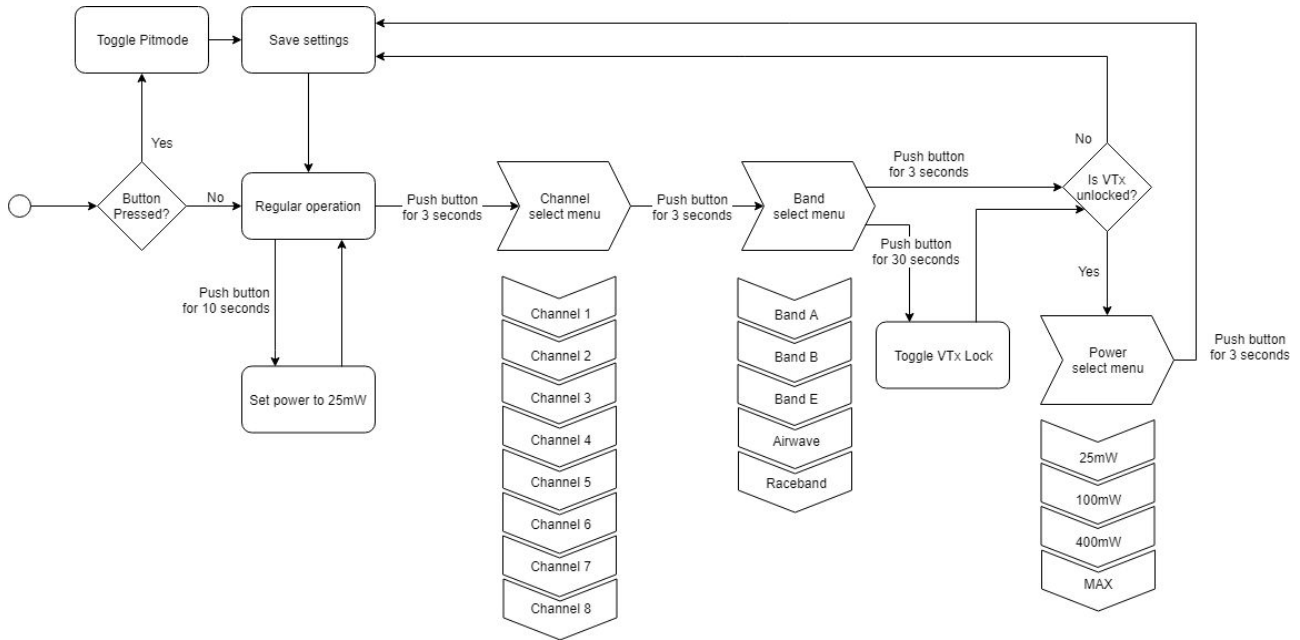 Toggle Pitmode
Save settings
Yes
No
Button
Pressed?
No
Regular operation
Push button
for 3 seconds
Channel
select menu
Push button
for 3 seconds
Band
select menu
Push button
for 3 seconds
Is VTx
unlocked?
Push button
for 30 seconds
Yes
Push button
for 10 seconds
Set power to 25mW
Toggle VTx Lock
Power
select menu
Push button
for 3 seconds
Channel 1
Channel 2
Channel 3
Channel 4
Channel 5
Channel 6
Channel 7
Channel 8
Band A
Band B
Band E
Airwave
Raceband
25mW
100mW
400mW
MAX